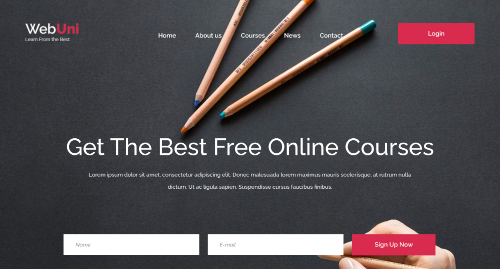 WebUni
Learn From the Best
Home About us Courses News Contact
Login
Get The Best Free Online Courses
Lorem ipsum dolor sit amet, consectetur adipiscing elit. Donec malesuada lorem mauris scelerisque, at rutrum nulla
dictum. Ut ac ligula sapien. Suspendisse cursus faucibus finibus.
Name E-mail Sign Up Now